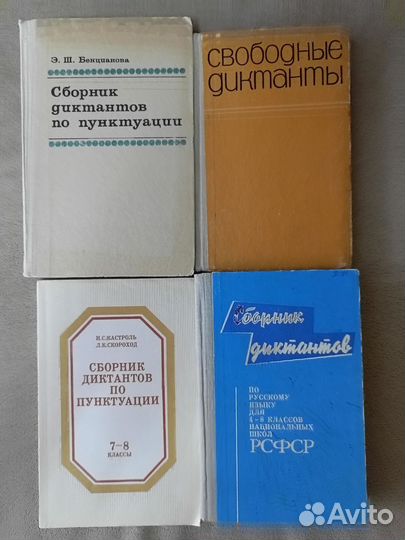 Э. Ш. Бенцианова
Сборник
диктантов
по пунктуации
СВОБОДНЫЕ
ДИКТАНТЫ
И.С.КАСТРОЛЬ
Л.К.СКОРОХОД
СБОРНИК
ДИКТАНТОВ
ПО
ПУНКТУАЦИИ
7—8
КЛАССЫ
Сборник
диктантов
ПО
РУССКОМУ
ЯЗЫКУ ДЛЯ
4-8 КЛАССОВ
НАЦИОНАЛЬНЫХ
ШКОЛ
РСФСР
Avito